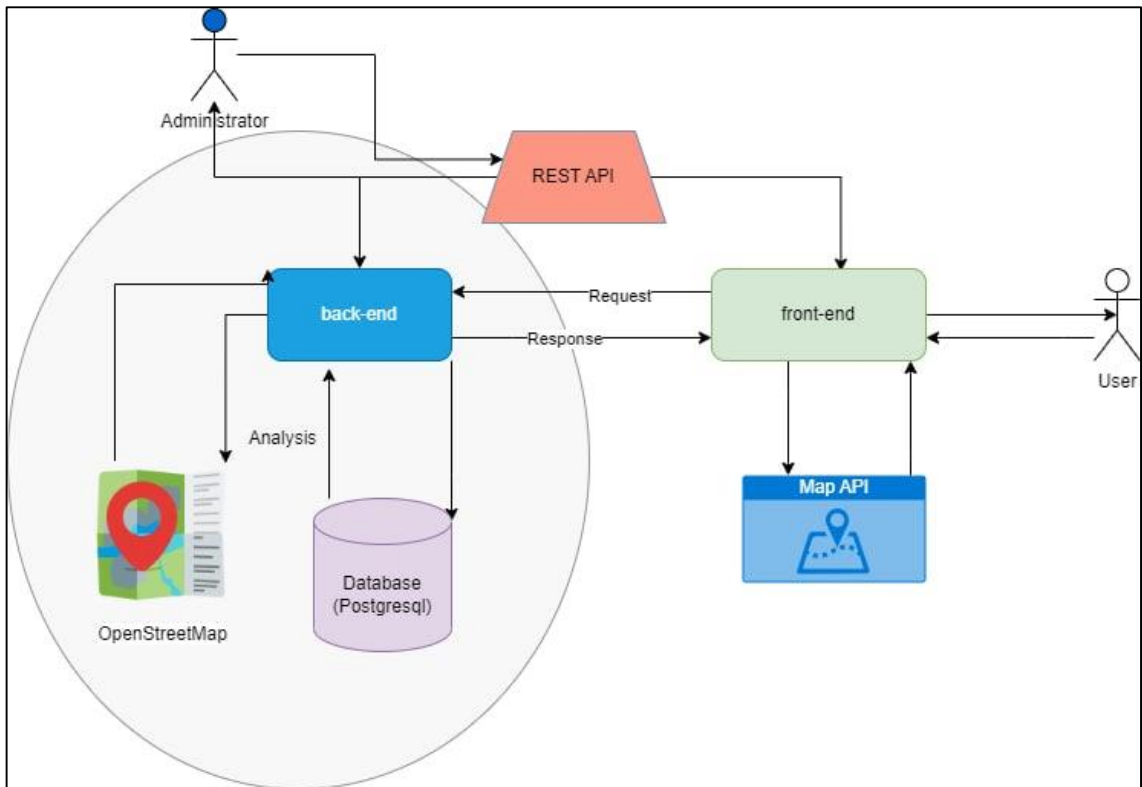 Administrator
REST API
back-end
Request
front-end
Response
User
Analysis
Map API
Database
(Postgresql)
OpenStreetMap